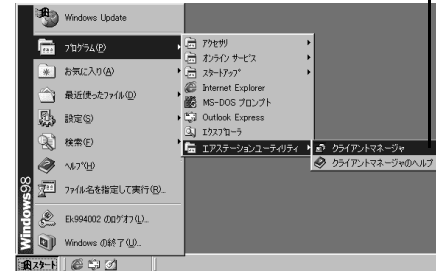 Windows Update
プログラム(P)
お気に入り(A)
最近使ったファイル(D)
設定(S)
検索(F)
ヘルプ(H)
ファイル名を指定して実行(R)...
Ek994002 のログオフ(L)...
Windows の終了(U)...
Windows98
スタート
アクセサリ
オンライン サービス
スタートアップ
Internet Explorer
MS-DOS プロンプト
Outlook Express
エクスプローラ
エアステーションユーティリティ
クライアントマネージャ
クライアントマネージャのヘルプ